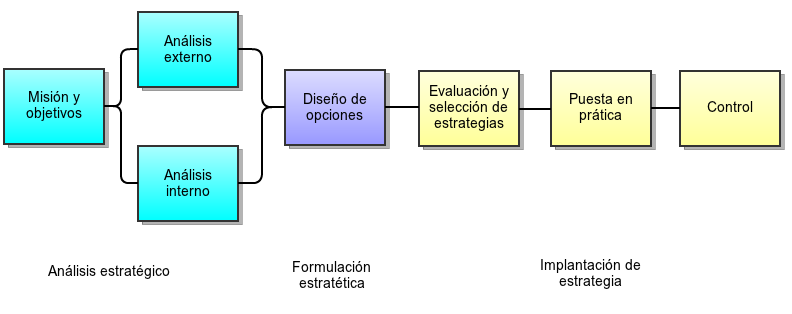 Misión y
objetivos
Análisis
externo
Análisis
interno
Diseño de
opciones
Evaluación y
selección de
estrategias
Puesta en
prática
Control
Análisis estratégico
Formulación
estratética
Implantación de
estrategia